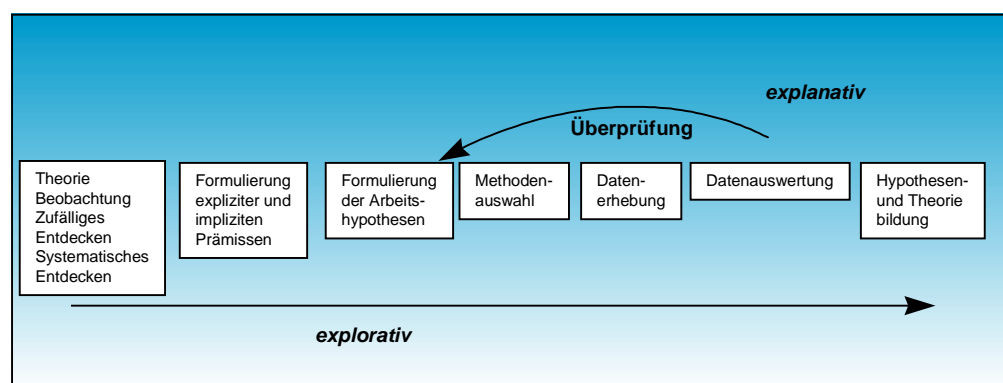 explanativ
Überprüfung
Theorie
Beobachtung
Zufälliges
Entdecken
Systematisches
Entdecken
Formulierung
expliziter und
impliziten
Prämissen
Formulierung
der Arbeits-
hypothesen
Methoden-
auswahl
Daten-
erhebung
Datenauswertung
Hypothesen-
und Theorie
bildung
explorativ